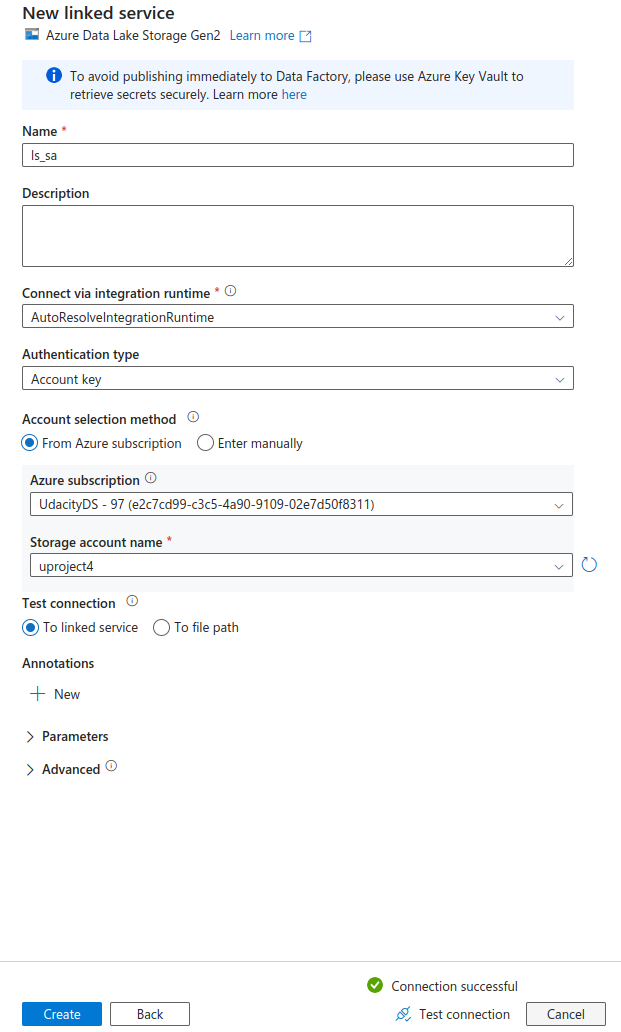 New linked service
Azure Data Lake Storage Gen2 Learn more
To avoid publishing immediately to Data Factory, please use Azure Key Vault to
retrieve secrets securely. Learn more here
Name *
ls_sa
Description
Connect via integration runtime *
AutoResolveIntegrationRuntime
Authentication type
Account key
Account selection method
From Azure subscription Enter manually
Azure subscription
UdacityDS - 97 (e2c7cd99-c3c5-4a90-9109-02e7d50f8311)
Storage account name *
uproject4
Test connection
To linked service To file path
Annotations
New
Parameters
Advanced
Connection successful
Create Back Test connection Cancel